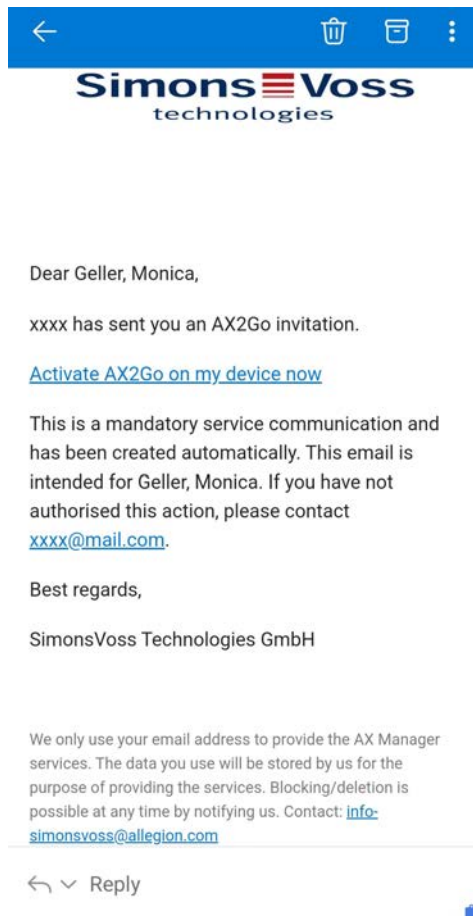 Simons Voss
technologies
Dear Geller, Monica,
xxxx has sent you an AX2Go invitation.
Activate AX2Go on my device now
This is a mandatory service communication and
has been created automatically. This email is
intended for Geller, Monica. If you have not
authorised this action, please contact
xxxx@mail.com.
Best regards,
SimonsVoss Technologies GmbH
We only use your email address to provide the AX Manager
services. The data you use will be stored by us for the
purpose of providing the services. Blocking/deletion is
possible at any time by notifying us. Contact: info-
simonsvoss@allegion.com
Reply